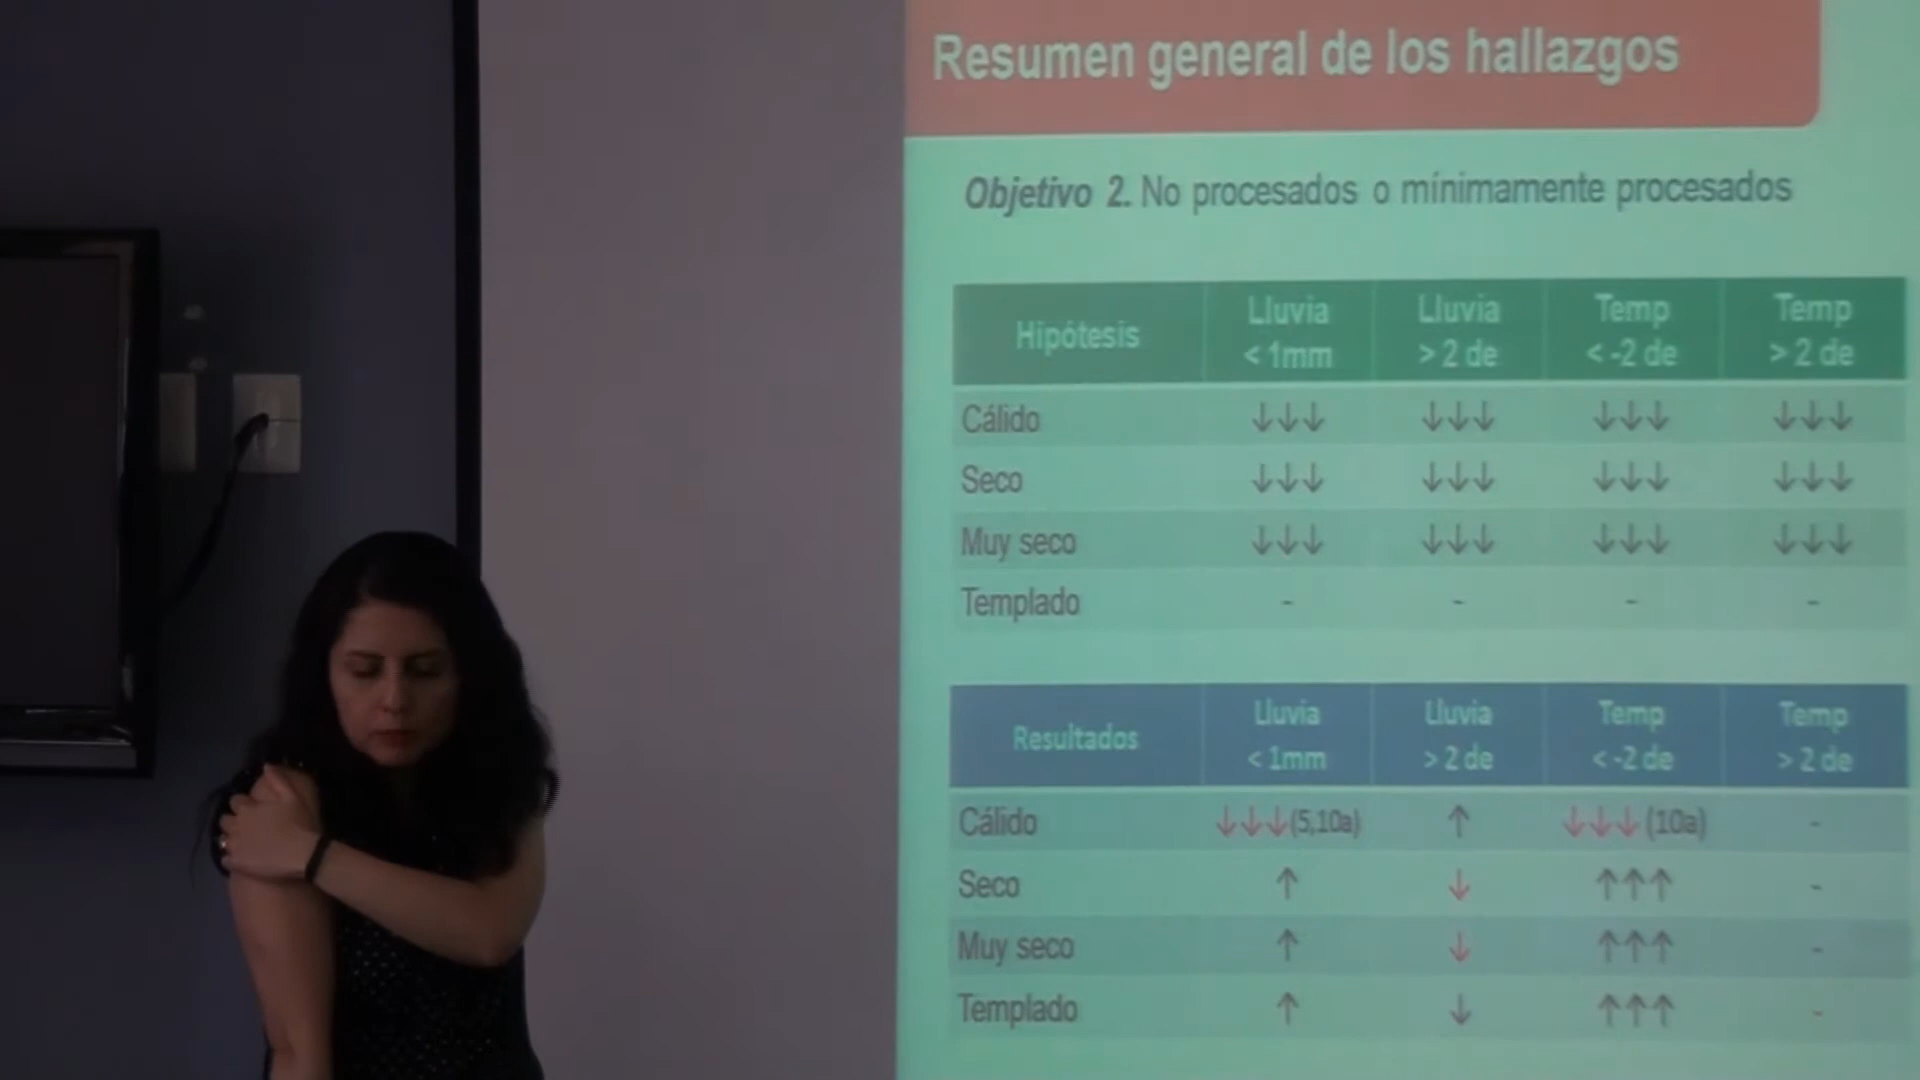 Resumen general de los hallazgos
Objetivo 2. No procesados o mínimamente procesados
Hipótesis Lluvia < 1mm Lluvia > 2 de Temp < -2 de Temp > 2 de
Cálido ↓↓↓ ↓↓↓ ↓↓↓ ↓↓↓
Seco ↓↓↓ ↓↓↓ ↓↓↓ ↓↓↓
Muy seco ↓↓↓ ↓↓↓ ↓↓↓ ↓↓↓
Templado - - - -
Resultados Lluvia < 1mm Lluvia > 2 de Temp < -2 de Temp > 2 de
Cálido ↓↓↓(5,10a) ↑ ↓↓↓ (10a) -
Seco ↑ ↓ ↑↑↑ -
Muy seco ↑ ↓ ↑↑↑ -
Templado ↑ ↓ ↑↑↑ -